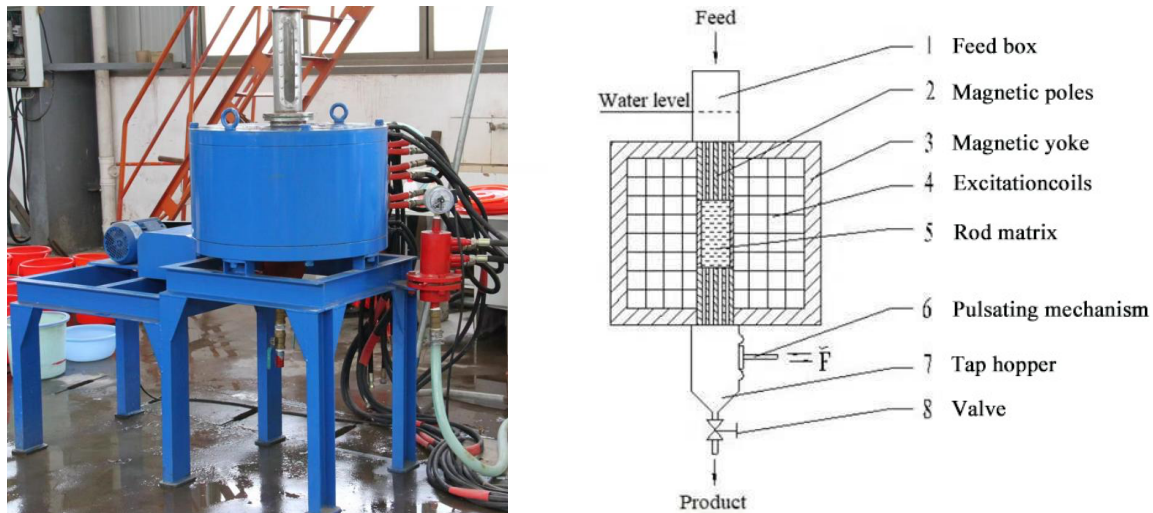 Feed
Water level
1 Feed box
2 Magnetic poles
3 Magnetic yoke
4 Excitationcoils
5 Rod matrix
6 Pulsating mechanism
F̃
7 Tap hopper
8 Valve
Product